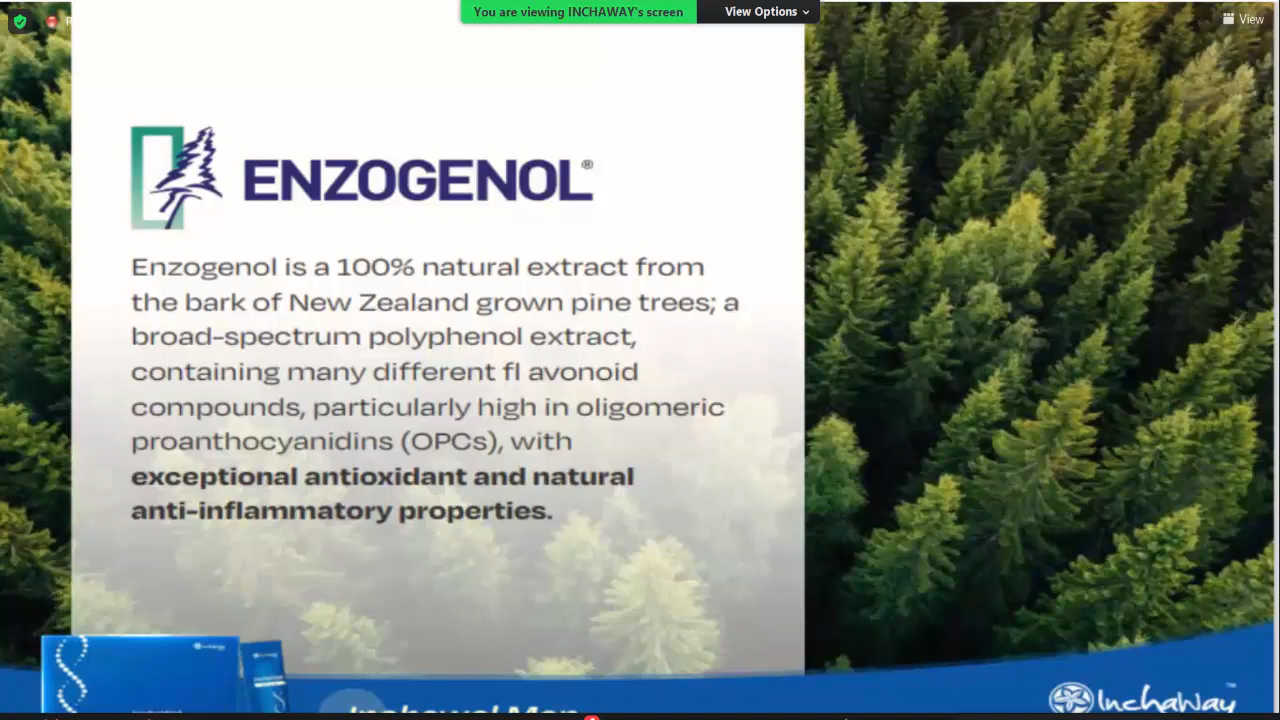 You are viewing INCHAWAY's screen
View Options
View
ENZOGENOL®
Enzogenol is a 100% natural extract from
the bark of New Zealand grown pine trees; a
broad-spectrum polyphenol extract,
containing many different fl avonoid
compounds, particularly high in oligomeric
proanthocyanidins (OPCs), with
exceptional antioxidant and natural
anti-inflammatory properties.
InchaWay™